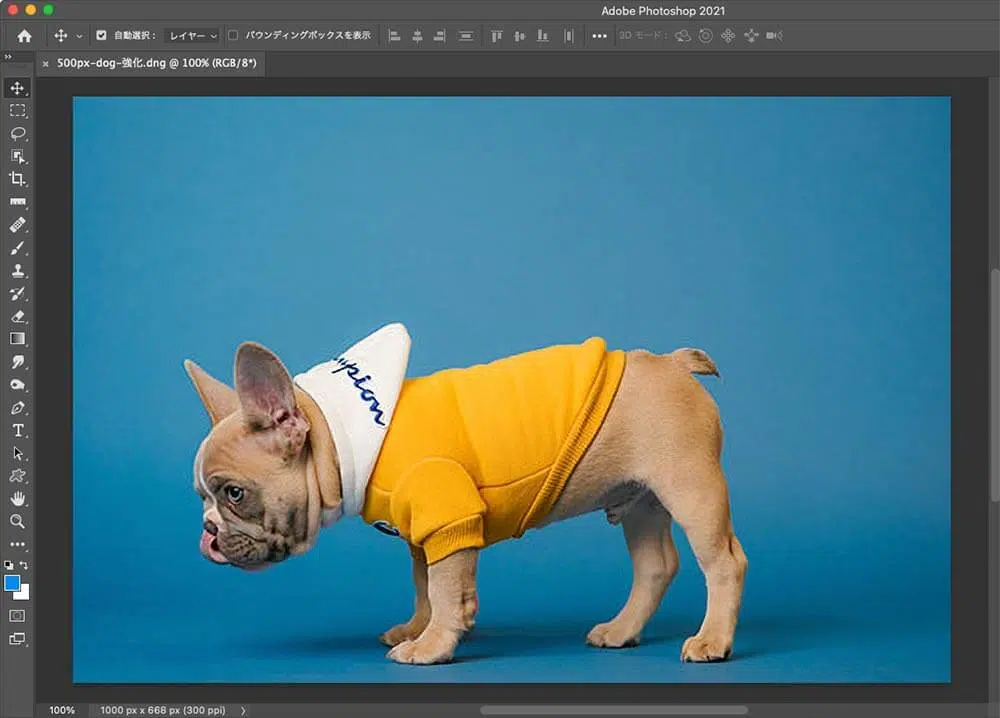 Adobe Photoshop 2021
自動選択：
レイヤー
バウンディングボックスを表示
3D モード：
500px-dog-強化.dng @ 100% (RGB/8*)
pion
100%
1000 px x 668 px (300 ppi)